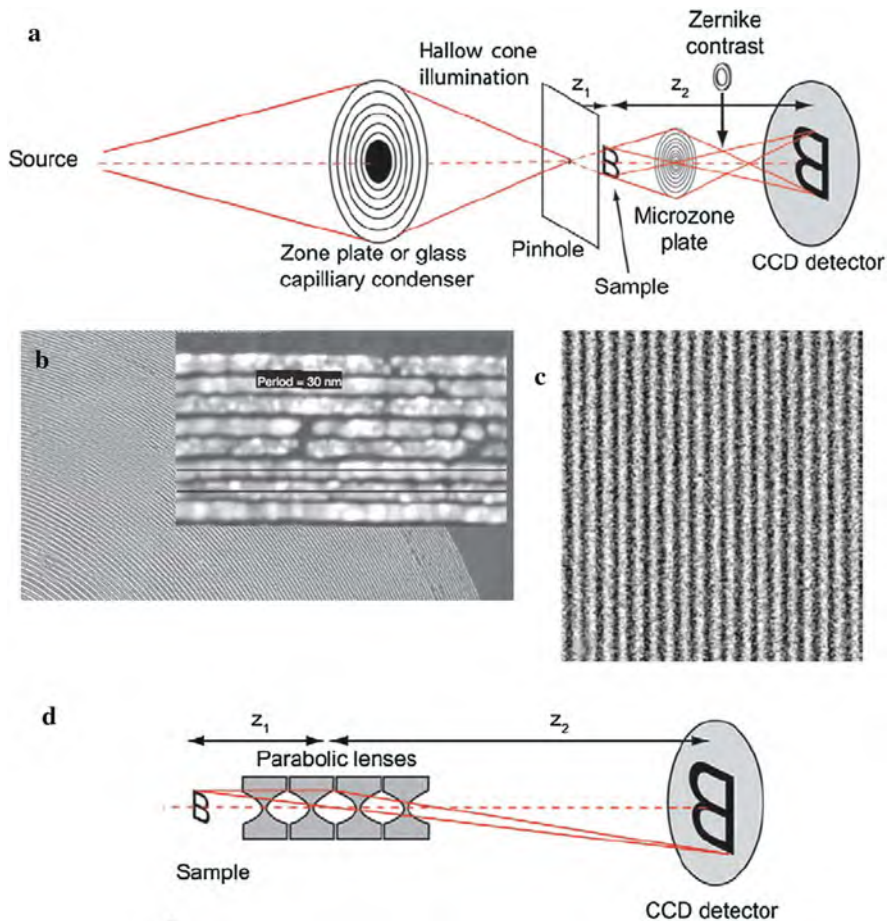 a
Hallow cone
illumination
Zernike
contrast
z1
z2
Source
Zone plate or glass
capilliary condenser
Pinhole
Sample
Microzone
plate
CCD detector
B
B
b
Period = 30 nm
c
d
z1
z2
Parabolic lenses
B
B
Sample
CCD detector